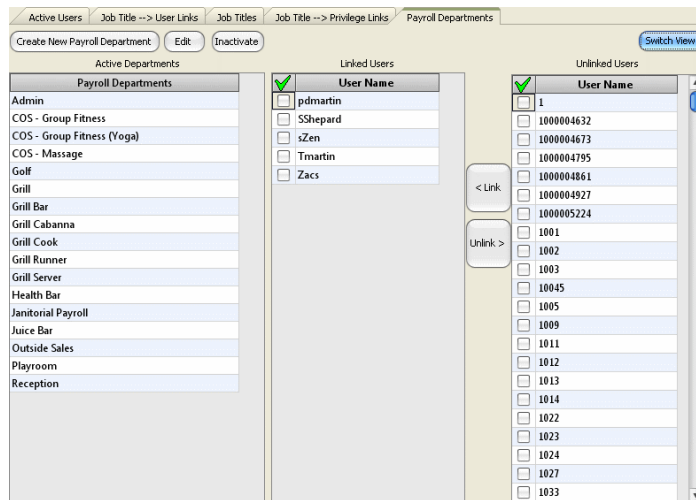 Active Users Job Title --> User Links Job Titles Job Title --> Privilege Links Payroll Departments
Create New Payroll Department Edit Inactivate Switch View
Active Departments Linked Users Unlinked Users
Payroll Departments
Admin
COS - Group Fitness
COS - Group Fitness (Yoga)
COS - Massage
Golf
Grill
Grill Bar
Grill Cabanna
Grill Cook
Grill Runner
Grill Server
Health Bar
Janitorial Payroll
Juice Bar
Outside Sales
Playroom
Reception
User Name
pdmartin
SShepard
sZen
Tmartin
Zacs
< Link
Unlink >
User Name
1
1000004632
1000004673
1000004795
1000004861
1000004927
1000005224
1001
1002
1003
10045
1005
1009
1011
1012
1013
1014
1022
1023
1024
1027
1033